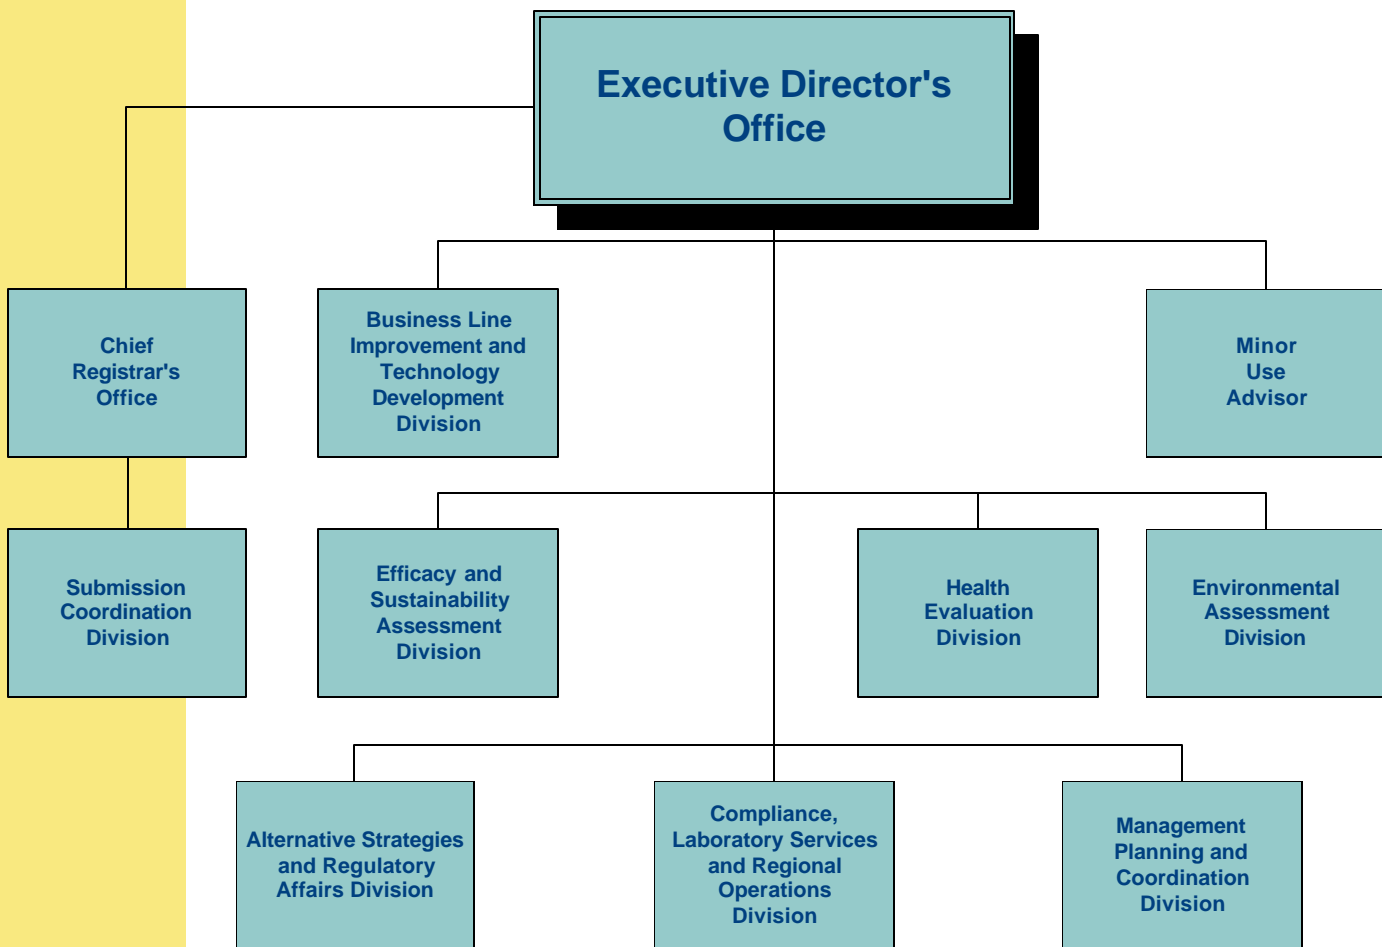 Executive Director's
Office
Chief
Registrar's
Office
Business Line
Improvement and
Technology
Development
Division
Minor
Use
Advisor
Submission
Coordination
Division
Efficacy and
Sustainability
Assessment
Division
Health
Evaluation
Division
Environmental
Assessment
Division
Alternative Strategies
and Regulatory
Affairs Division
Compliance,
Laboratory Services
and Regional
Operations
Division
Management
Planning and
Coordination
Division